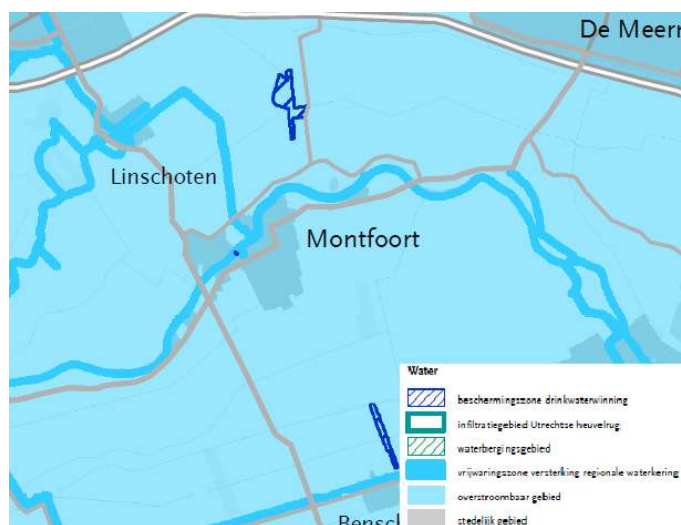 De Meern
Linschoten
Montfoort
Water
beschermingszone drinkwaterwinning
infiltratiegebied Utrechtse heuvelrug
waterbergingsgebied
vrijwaringszone versterking regionale waterkering
overstroombaar gebied
stedelijk gebied
Bensch